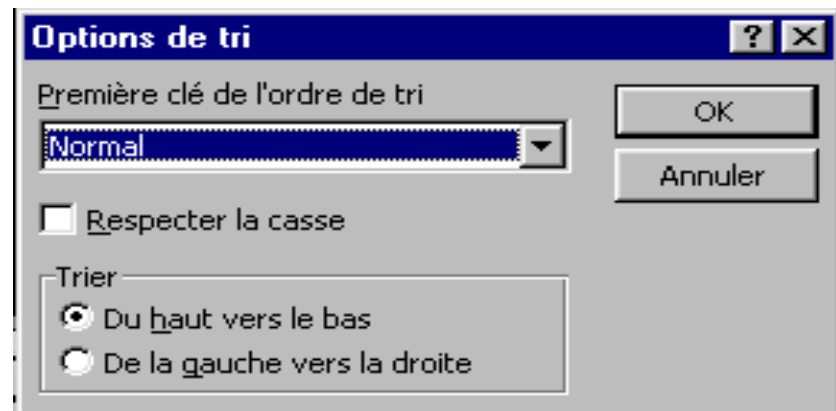 Options de tri
Première clé de l'ordre de tri
OK
Normal
Annuler
Respecter la casse
Trier
Du haut vers le bas
De la gauche vers la droite